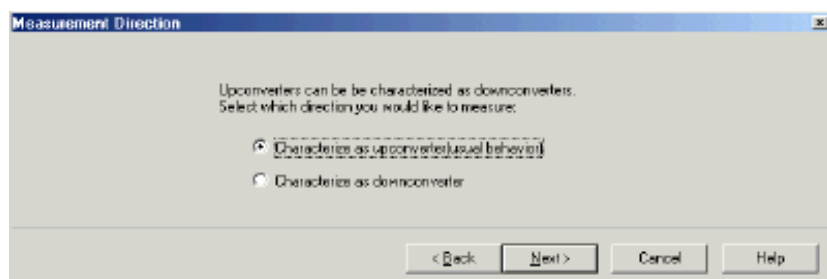 Measurement Direction
Upconverters can be be characterized as downconverters.
Select which direction you would like to measure:
Characterize as upconverter(usual behavior)
Characterize as downconverter
< Back
Next >
Cancel
Help